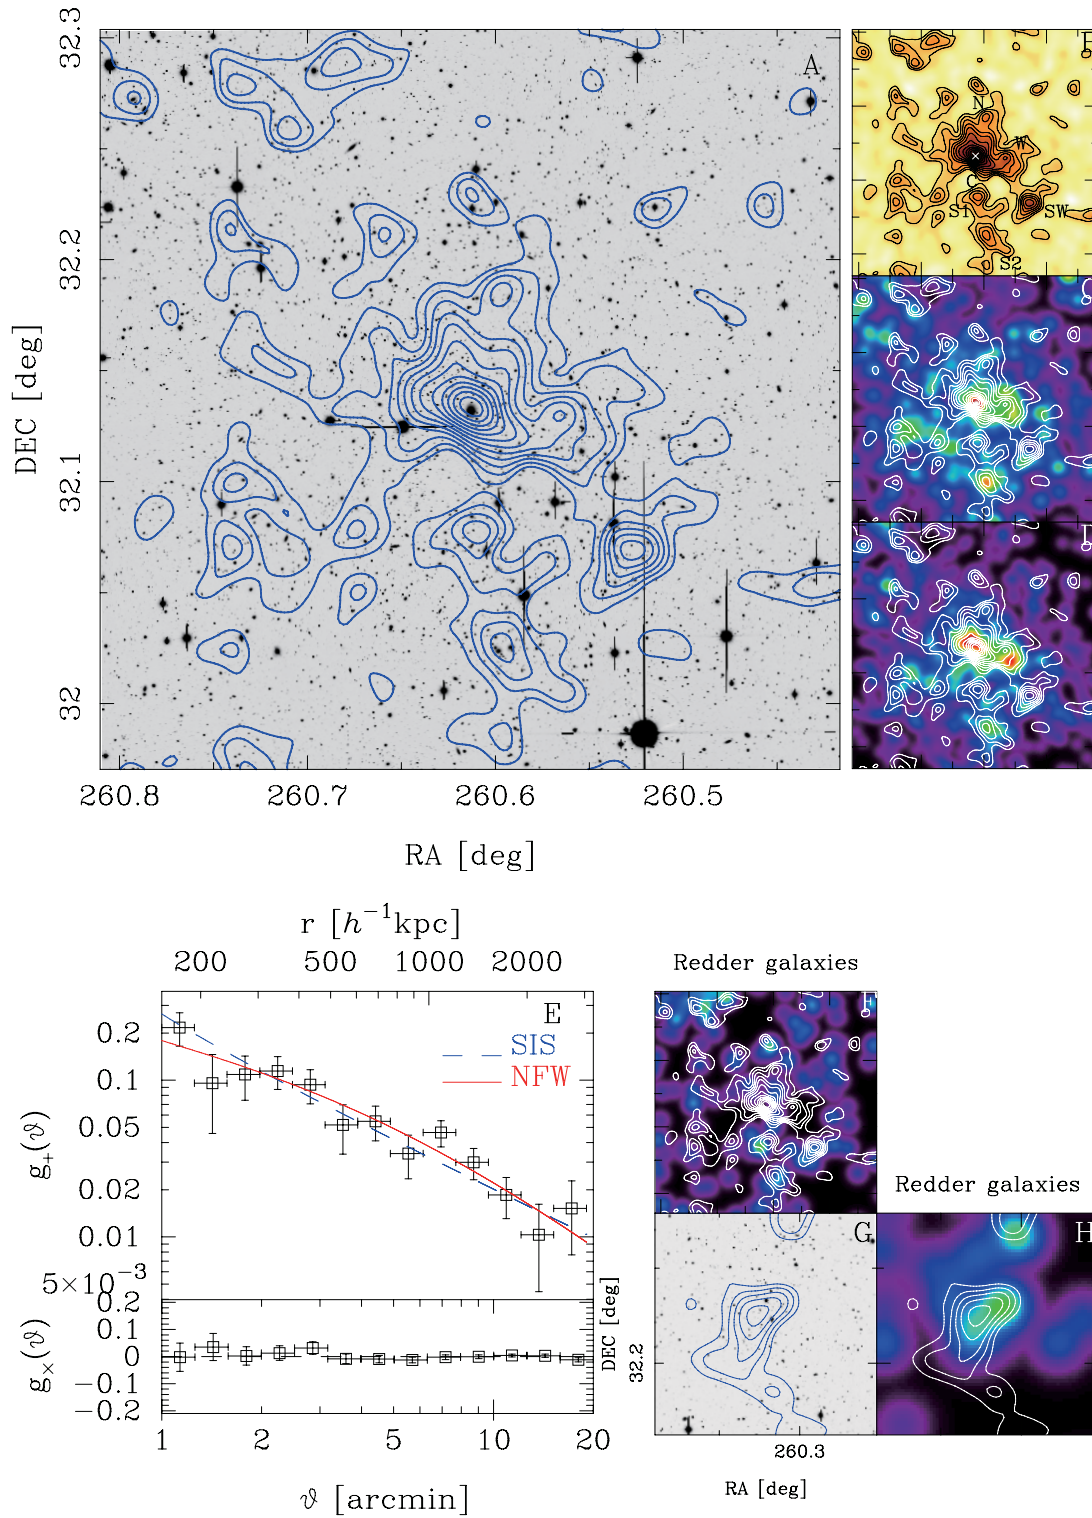 32.3
32.2
32.1
32
DEC [deg]
A
260.8 260.7 260.6 260.5
RA [deg]
N
W
C
S1
SW
S2
r [h⁻¹kpc]
200 500 1000 2000
E
SIS
NFW
0.2
0.1
0.05
0.02
0.01
5×10⁻³
g₊(ϑ)
0.2
0.1
0
−0.1
−0.2
g×(ϑ)
1 2 5 10 20
ϑ [arcmin]
Redder galaxies
F
Redder galaxies
G
H
DEC [deg]
32.2
260.3
RA [deg]